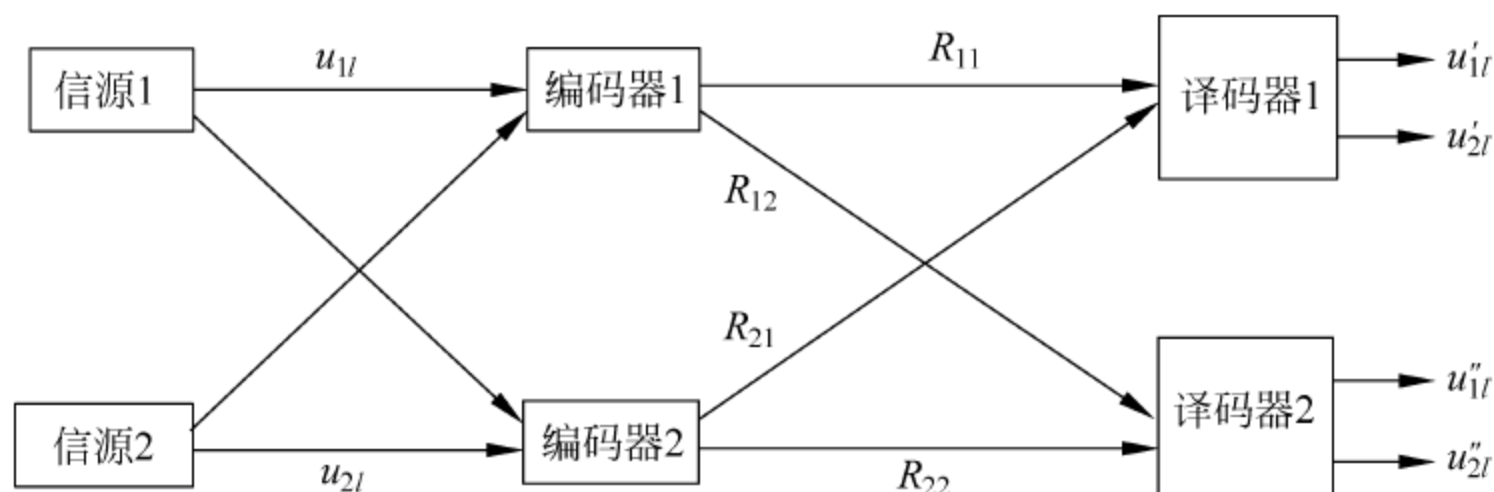 信源1
u1l
编码器1
R11
译码器1
u′1l
u′2l
R12
R21
信源2
u2l
编码器2
R22
译码器2
u″1l
u″2l